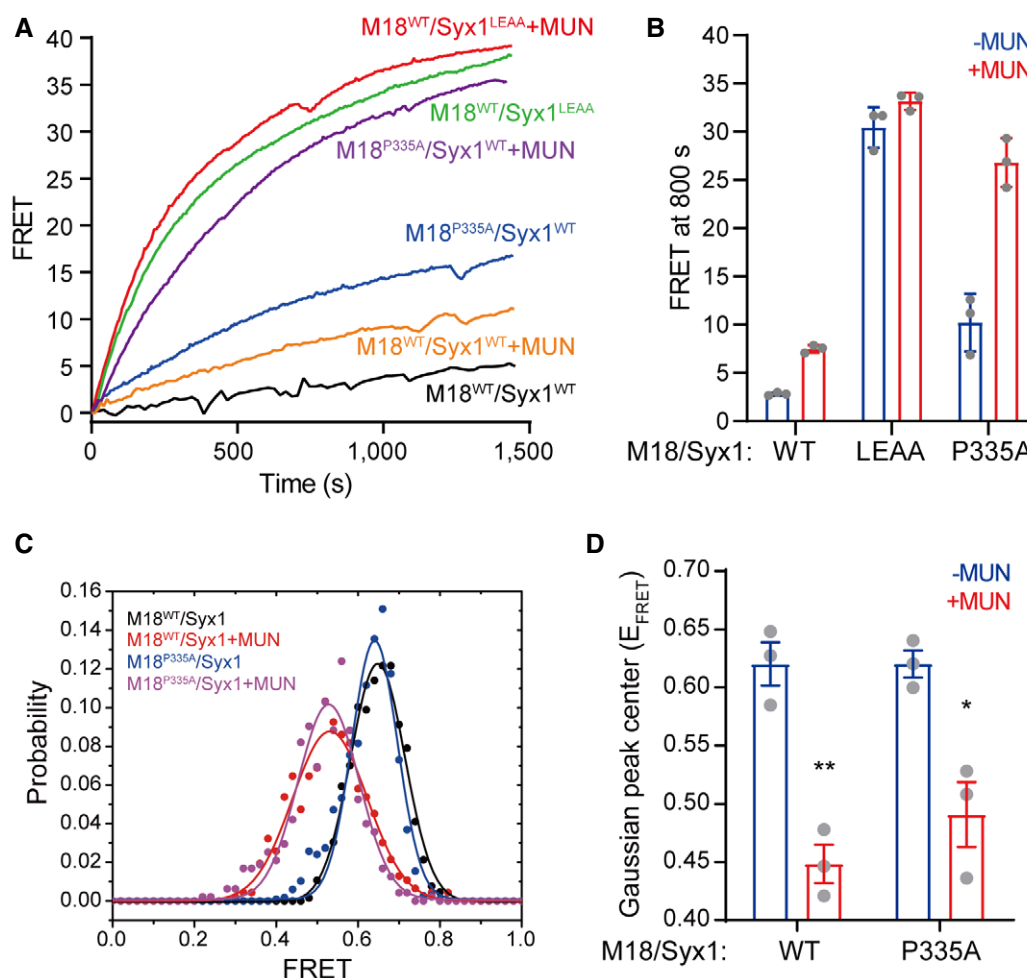 A
M18WT/Syx1LEAA+MUN
M18WT/Syx1LEAA
M18P335A/Syx1WT+MUN
M18P335A/Syx1WT
M18WT/Syx1WT+MUN
M18WT/Syx1WT
FRET
40
35
30
25
20
15
10
5
0
0 500 1,000 1,500
Time (s)
B
-MUN
+MUN
FRET at 800 s
40
35
30
25
20
15
10
5
0
M18/Syx1: WT LEAA P335A
C
M18WT/Syx1
M18WT/Syx1+MUN
M18P335A/Syx1
M18P335A/Syx1+MUN
Probability
0.16
0.14
0.12
0.10
0.08
0.06
0.04
0.02
0.00
0.0 0.2 0.4 0.6 0.8 1.0
FRET
D
-MUN
+MUN
Gaussian peak center (EFRET)
0.70
0.65
0.60
0.55
0.50
0.45
0.40
**
*
M18/Syx1: WT P335A